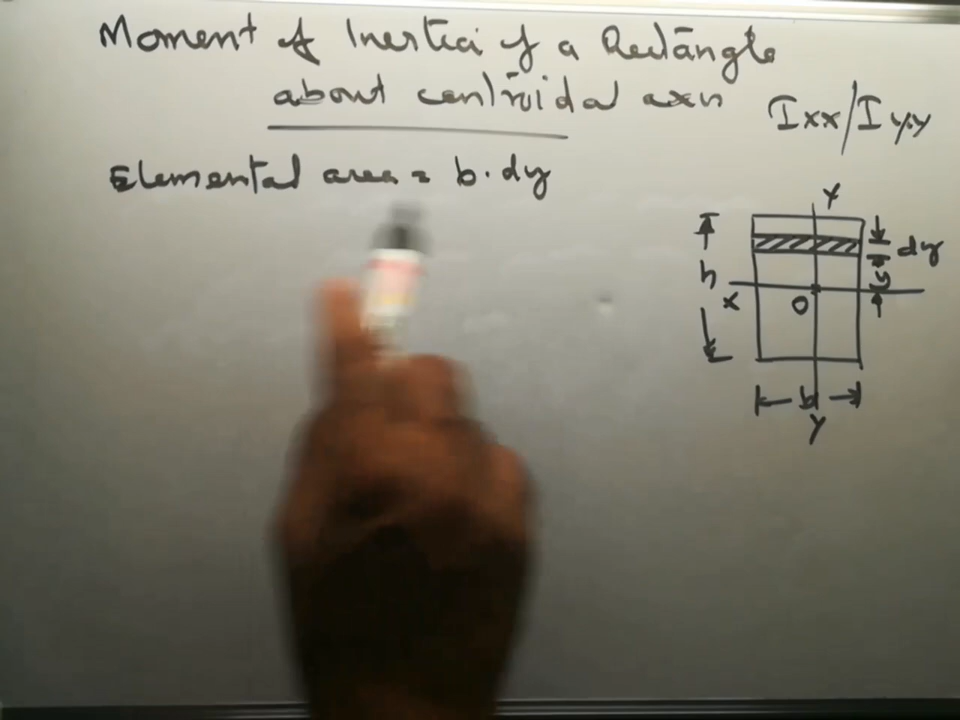 Moment of Inertia of a Rectangle
about centroidal axis
Ixx/Iyy
Elemental area = b.dy
Y
dy
h
y
X
O
b
Y